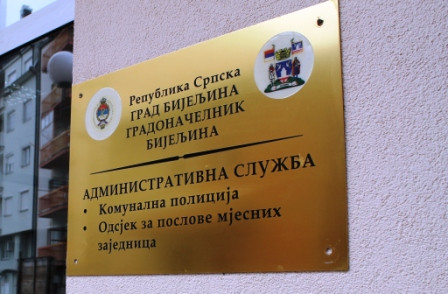 Република Српска
ГРАД БИЈЕЉИНА
ГРАДОНАЧЕЛНИК
БИЈЕЉИНА
АДМИНИСТРАТИВНА СЛУЖБА
• Комунална полиција
• Одсјек за послове мјесних
заједница